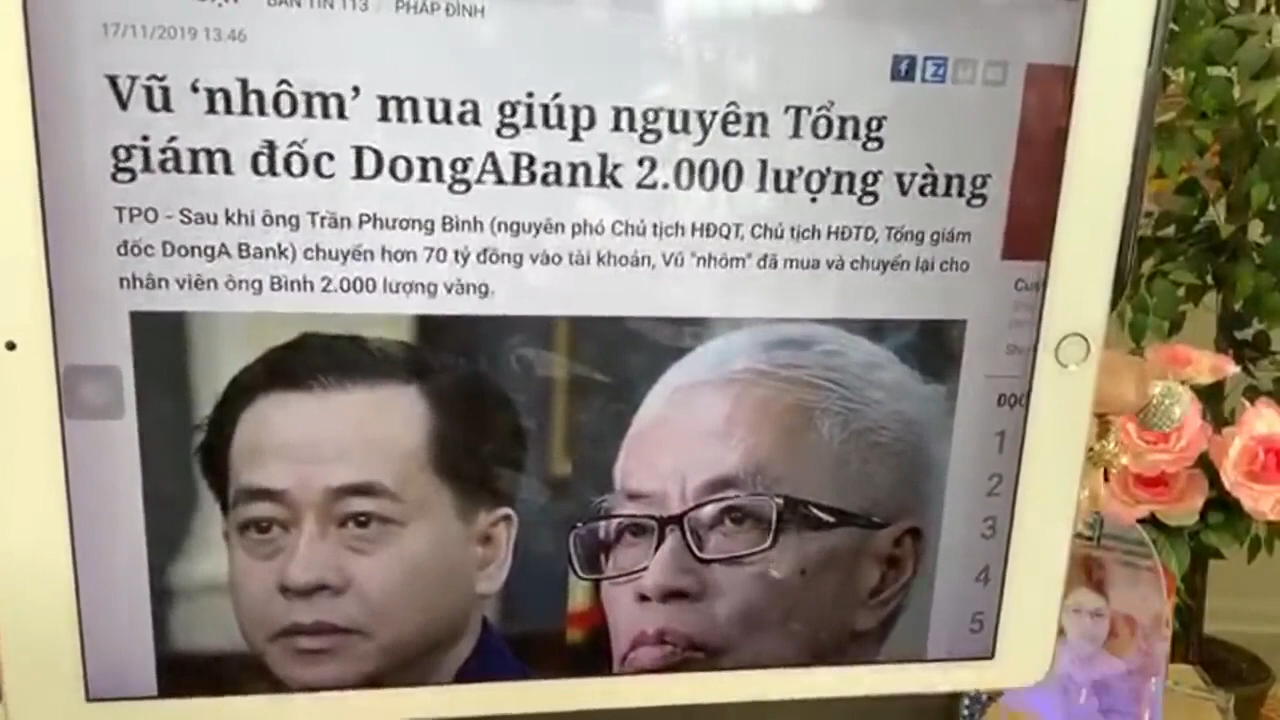 BẢN TIN 113 PHÁP ĐÌNH
17/11/2019 13:46
Vũ ‘nhôm’ mua giúp nguyên Tổng
giám đốc DongABank 2.000 lượng vàng
TPO - Sau khi ông Trần Phương Bình (nguyên phó Chủ tịch HĐQT, Chủ tịch HĐTD, Tổng giám
đốc DongA Bank) chuyển hơn 70 tỷ đồng vào tài khoản, Vũ "nhôm" đã mua và chuyển lại cho
nhân viên ông Bình 2.000 lượng vàng.
ĐỌC
1
2
3
4
5